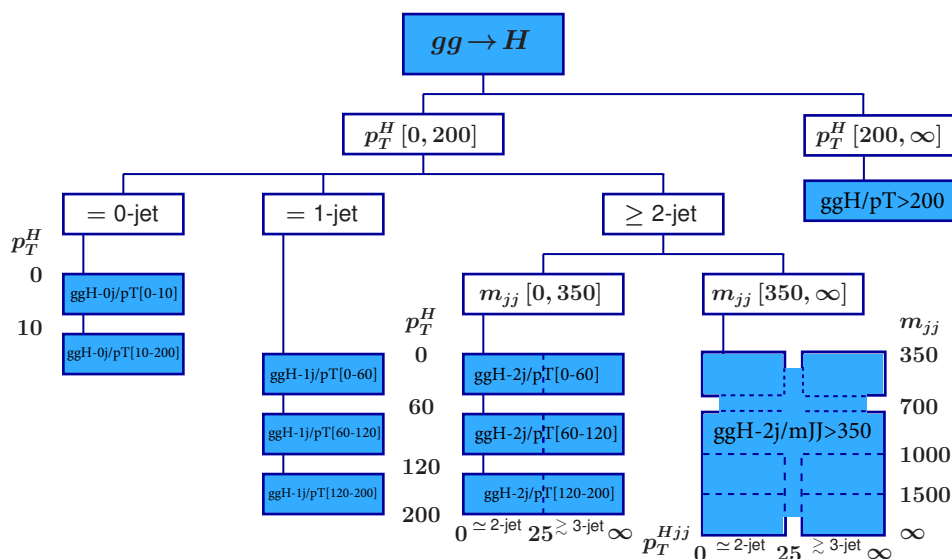 gg → H
p_T^H [0, 200]
p_T^H [200, ∞]
ggH/pT>200
= 0-jet
= 1-jet
≥ 2-jet
p_T^H
0
ggH-0j/pT[0-10]
10
ggH-0j/pT[10-200]
m_jj [0, 350]
m_jj [350, ∞]
p_T^H
m_jj
0
350
ggH-1j/pT[0-60]
ggH-2j/pT[0-60]
60
700
ggH-1j/pT[60-120]
ggH-2j/pT[60-120]
ggH-2j/mJJ>350
120
1000
ggH-1j/pT[120-200]
ggH-2j/pT[120-200]
1500
200
0 ≃ 2-jet 25 ≳ 3-jet ∞
∞
p_T^Hjj 0 ≃ 2-jet 25 ≳ 3-jet ∞